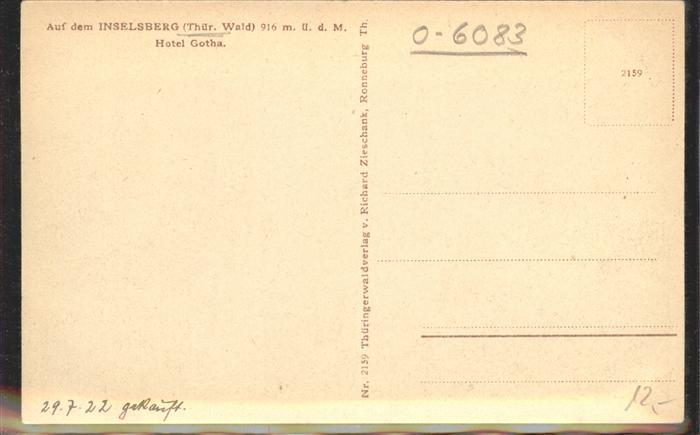 Auf dem INSELSBERG (Thür. Wald) 916 m. ü. d. M.
Hotel Gotha.
Nr. 2159 Thüringerwaldverlag v. Richard Zieschank, Ronneburg Th.
O-6083
2159
29.7.22 gekauft.
12,-